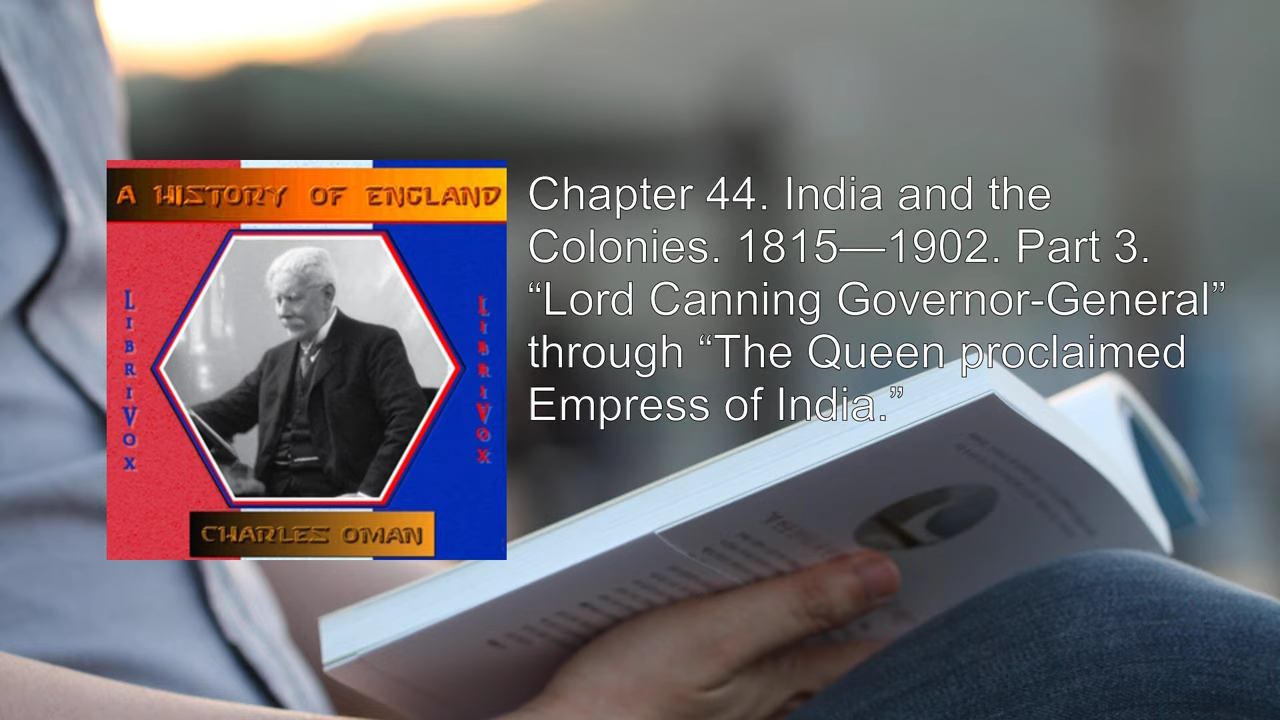 A HISTORY OF ENGLAND
LIBRIVOX
LIBRIVOX
CHARLES OMAN
Chapter 44. India and the
Colonies. 1815—1902. Part 3.
“Lord Canning Governor-General”
through “The Queen proclaimed
Empress of India.”